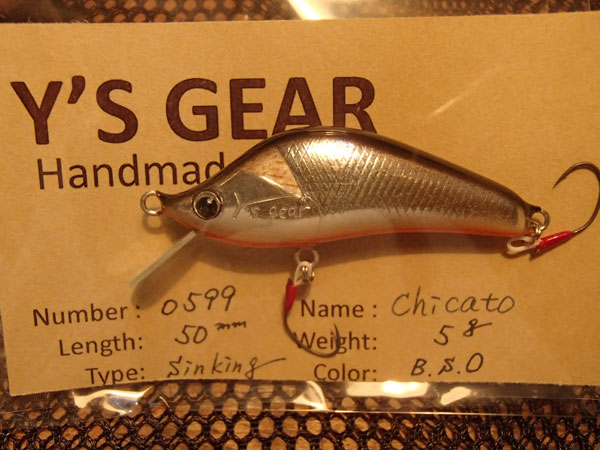 Y'S GEAR
Handmad
Y'S GEAR
Number: 0599 Name: Chicato
Length: 50mm Weight: 5g
Type: Sinking Color: B.S.O